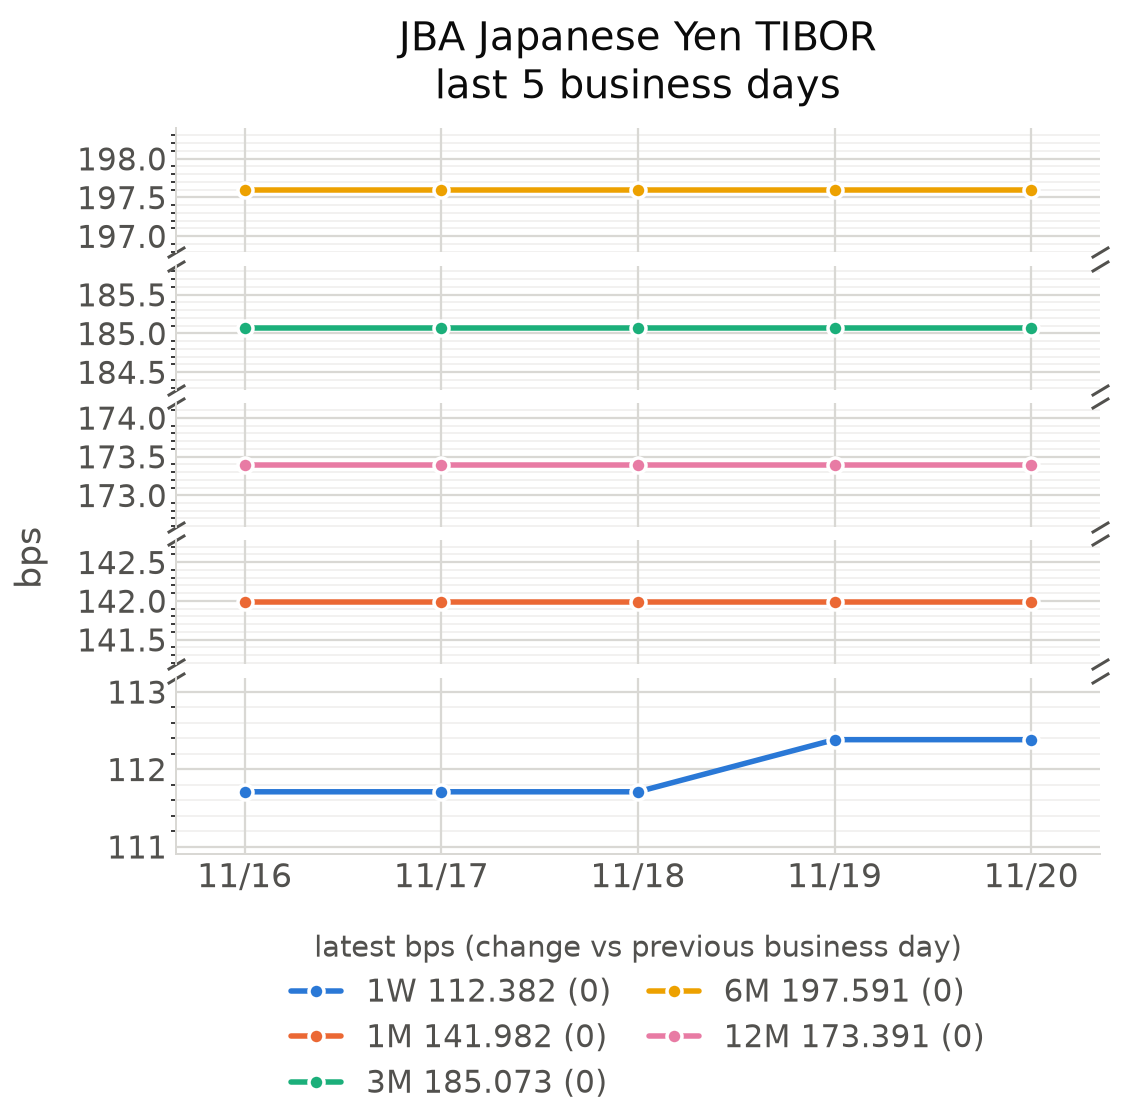 JBA Japanese Yen TIBOR
last 5 business days
198.0
197.5
197.0
185.5
185.0
184.5
174.0
173.5
173.0
bps
142.5
142.0
141.5
113
112
111
11/16 11/17 11/18 11/19 11/20
latest bps (change vs previous business day)
1W 112.382 (0) 6M 197.591 (0)
1M 141.982 (0) 12M 173.391 (0)
3M 185.073 (0)